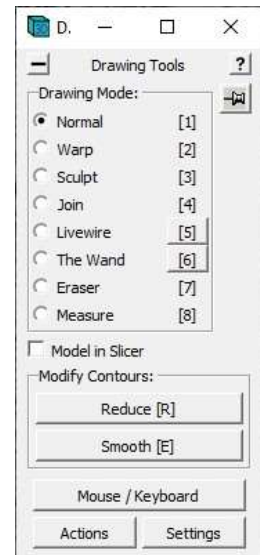 D.
Drawing Tools ?
Drawing Mode:
Normal [1]
Warp [2]
Sculpt [3]
Join [4]
Livewire [5]
The Wand [6]
Eraser [7]
Measure [8]
Model in Slicer
Modify Contours:
Reduce [R]
Smooth [E]
Mouse / Keyboard
Actions Settings